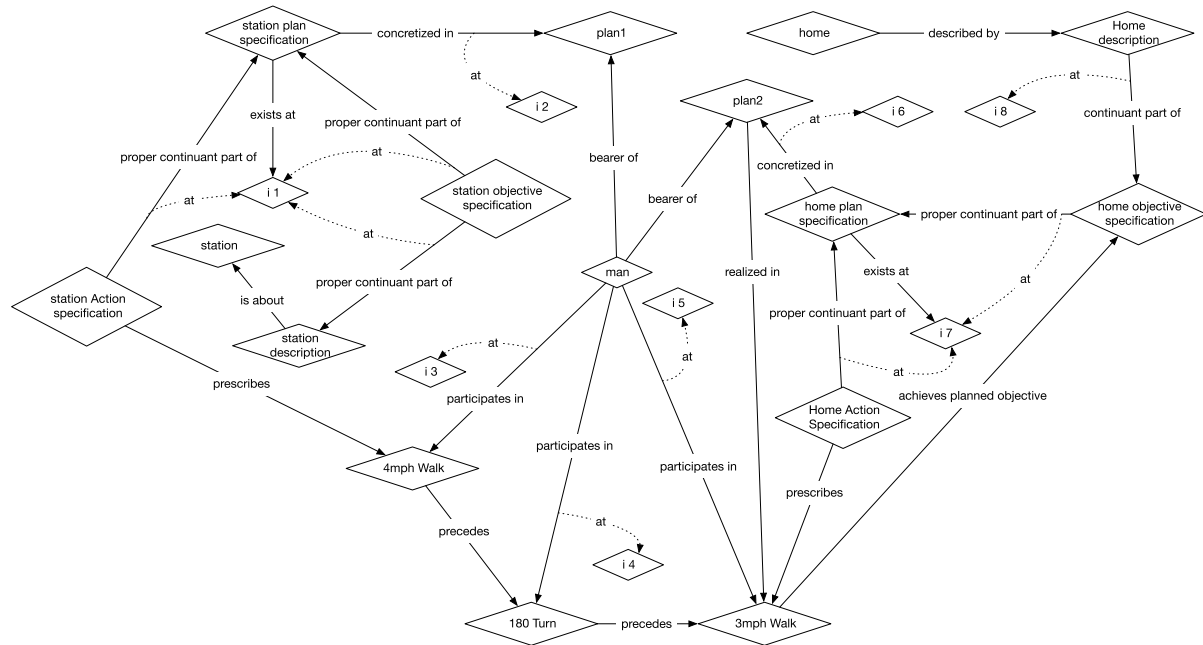 station plan
specification
concretized in
plan1
home
described by
Home
description
at
i 2
plan2
at
i 6
at
i 8
exists at
proper continuant part of
continuant part of
proper continuant part of
at
bearer of
concretized in
station objective
specification
i 1
at
bearer of
home plan
specification
proper continuant part of
home objective
specification
at
station
man
realized in
exists at
at
proper continuant part of
station Action
specification
is about
i 5
proper continuant part of
i 7
station
description
at
i 3
at
at
prescribes
participates in
achieves planned objective
Home Action
Specification
4mph Walk
participates in
participates in
prescribes
precedes
at
i 4
180 Turn
precedes
3mph Walk